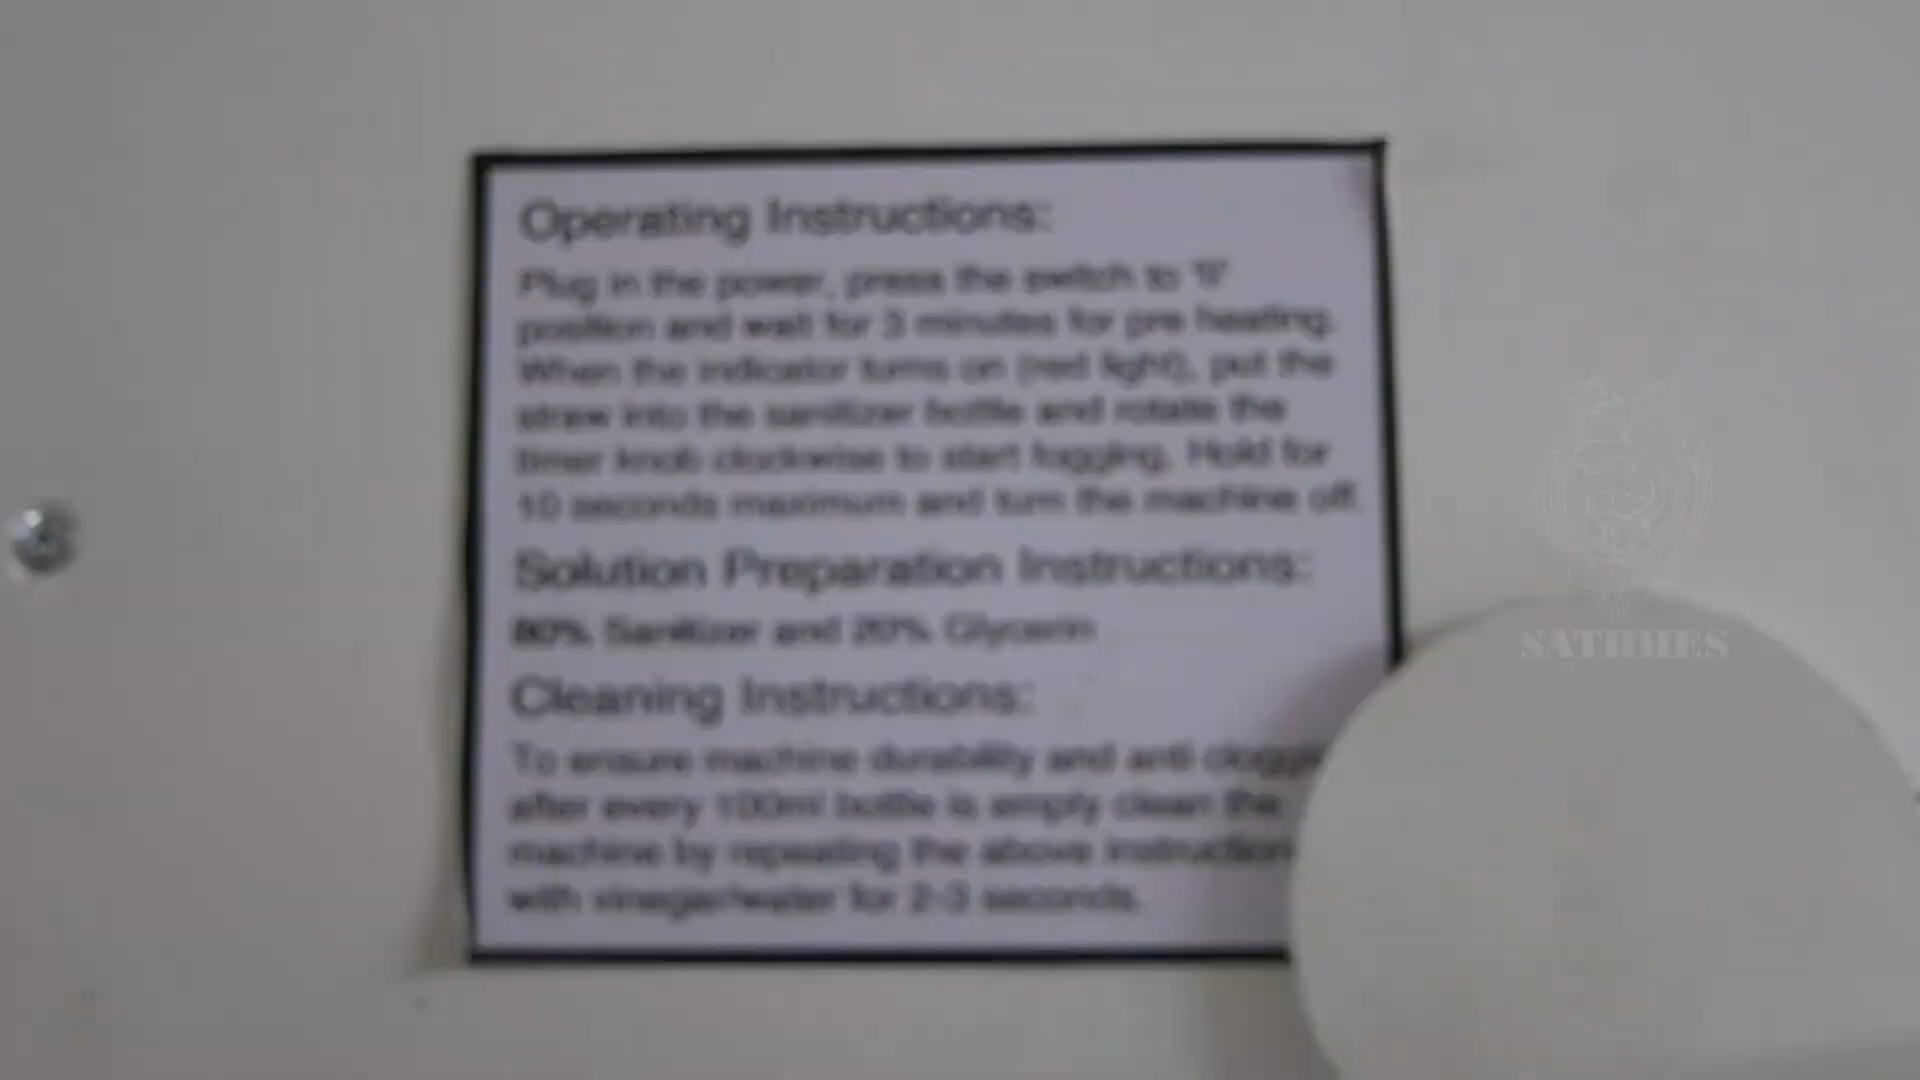 Operating Instructions:
Plug in the power, press the switch to
position and wait for 3 minutes for pre heating.
When the indicator turns on (red light), put the
straw into the sanitizer bottle and rotate the
timer knob clockwise to start fogging. Hold for
10 seconds maximum and turn the machine off.
Solution Preparation Instructions:
80% Sanitizer and 20% Glycerin
Cleaning Instructions:
To ensure machine durability and anti
after every 100ml bottle is empty clean the
machine by repeating the above instruction
with vinegar/water for 2-3 seconds.
SATHHES